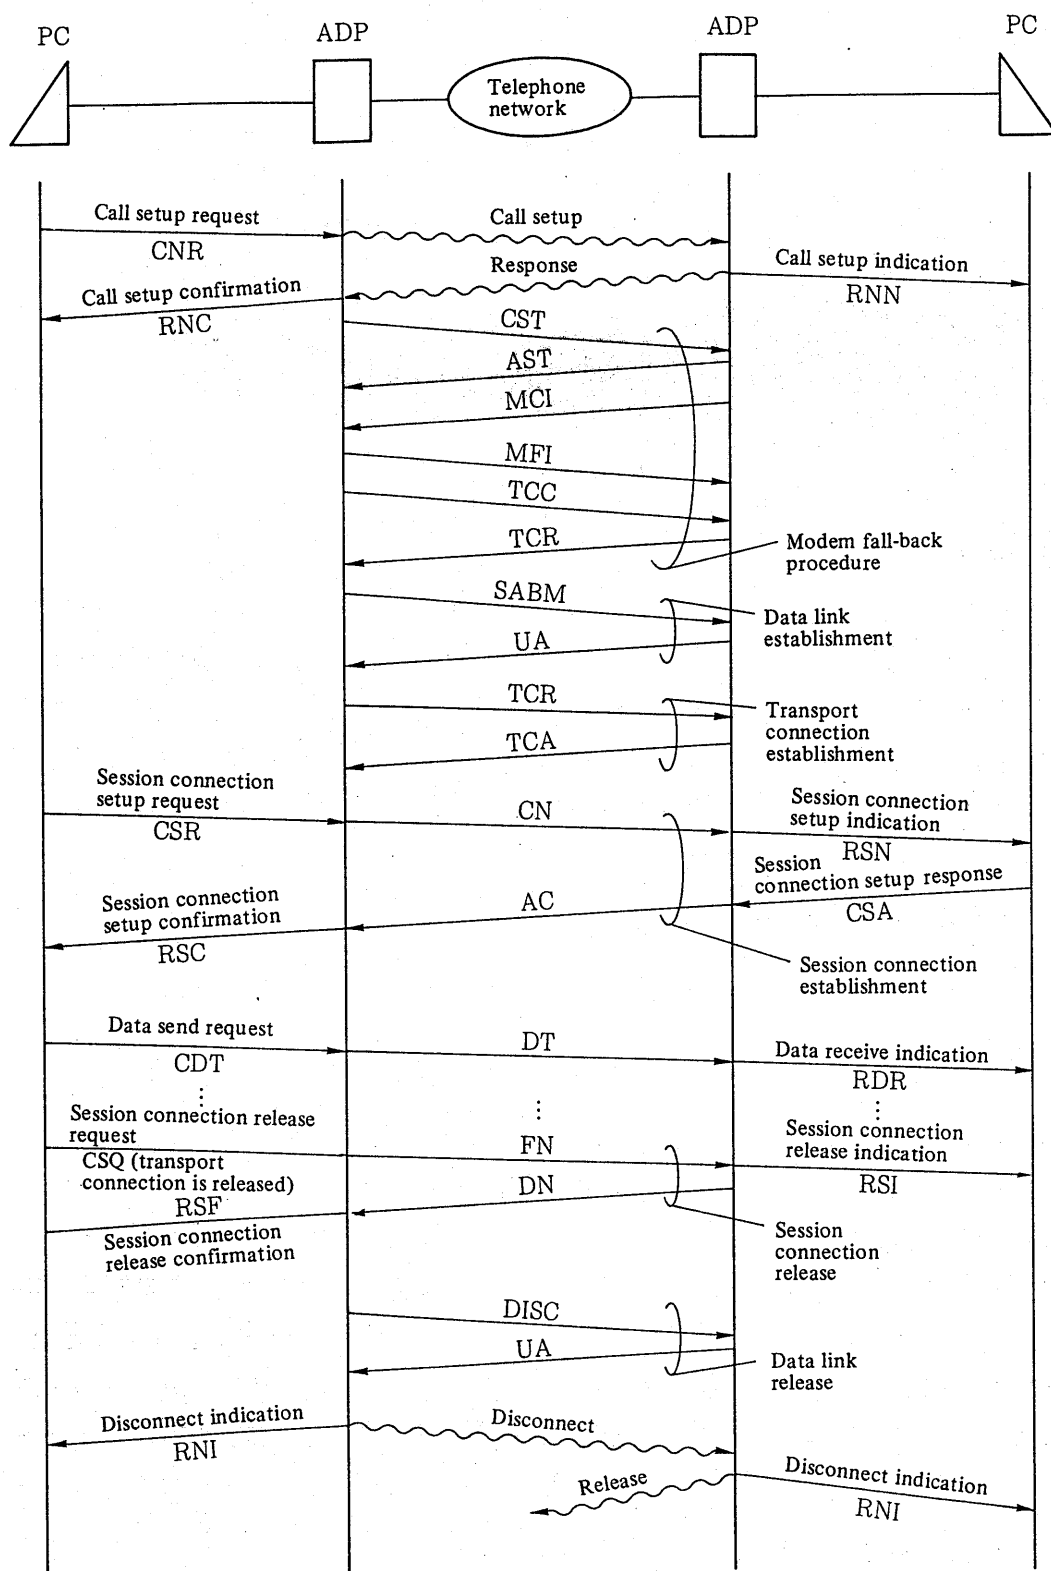 PC
ADP
ADP
PC
Telephone
network
Call setup request
CNR
Call setup
Response
Call setup indication
RNN
Call setup confirmation
RNC
CST
AST
MCI
MFI
TCC
TCR
Modem fall-back
procedure
SABM
UA
Data link
establishment
TCR
TCA
Transport
connection
establishment
Session connection
setup request
CSR
CN
Session connection
setup indication
RSN
Session
connection setup response
CSA
AC
Session connection
setup confirmation
RSC
Session connection
establishment
Data send request
CDT
DT
Data receive indication
RDR
Session connection release
request
CSQ (transport
connection is released)
FN
Session connection
release indication
RSI
DN
RSF
Session connection
release confirmation
Session
connection
release
DISC
UA
Data link
release
Disconnect indication
RNI
Disconnect
Release
Disconnect indication
RNI